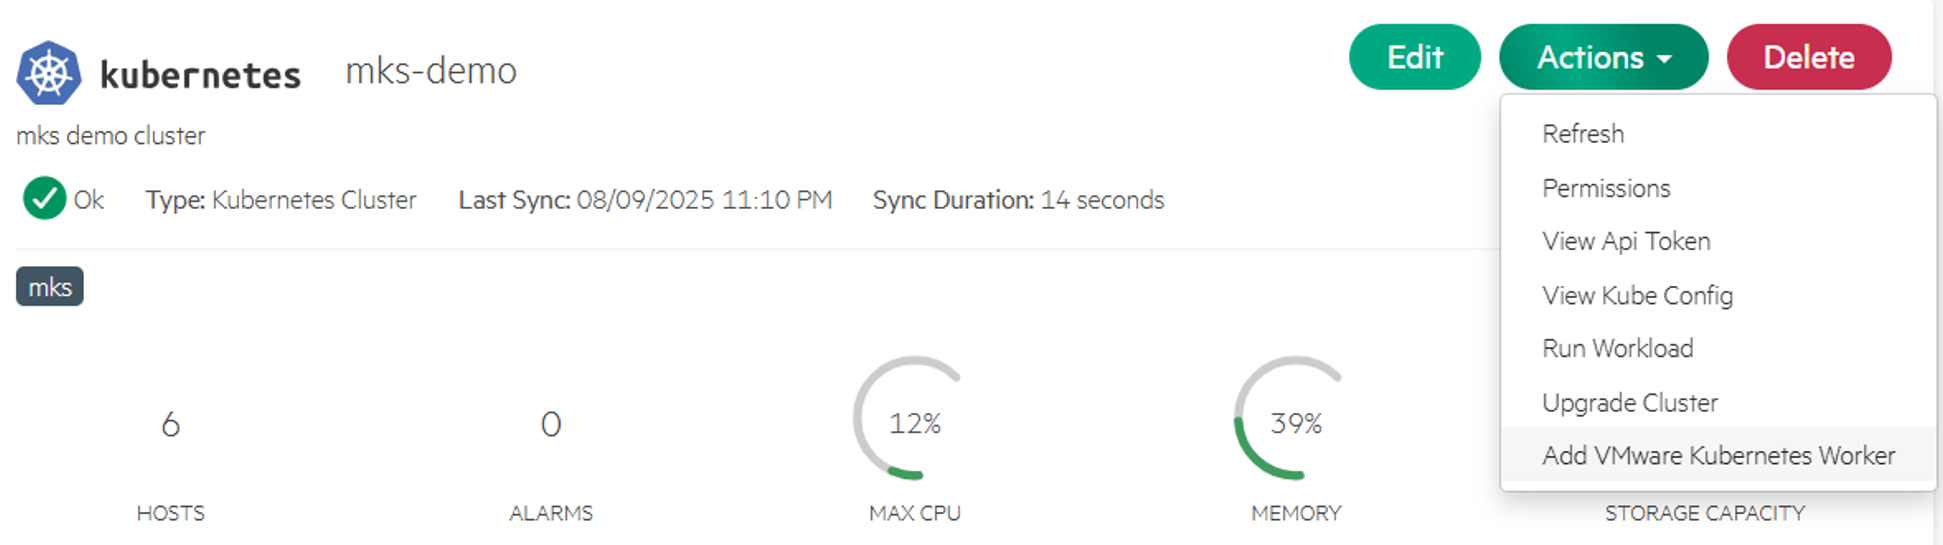 kubernetes mks-demo
Edit Actions Delete
mks demo cluster
Ok Type: Kubernetes Cluster Last Sync: 08/09/2025 11:10 PM Sync Duration: 14 seconds
mks
Refresh
Permissions
View Api Token
View Kube Config
Run Workload
Upgrade Cluster
Add VMware Kubernetes Worker
6 0 12% 39%
HOSTS ALARMS MAX CPU MEMORY STORAGE CAPACITY